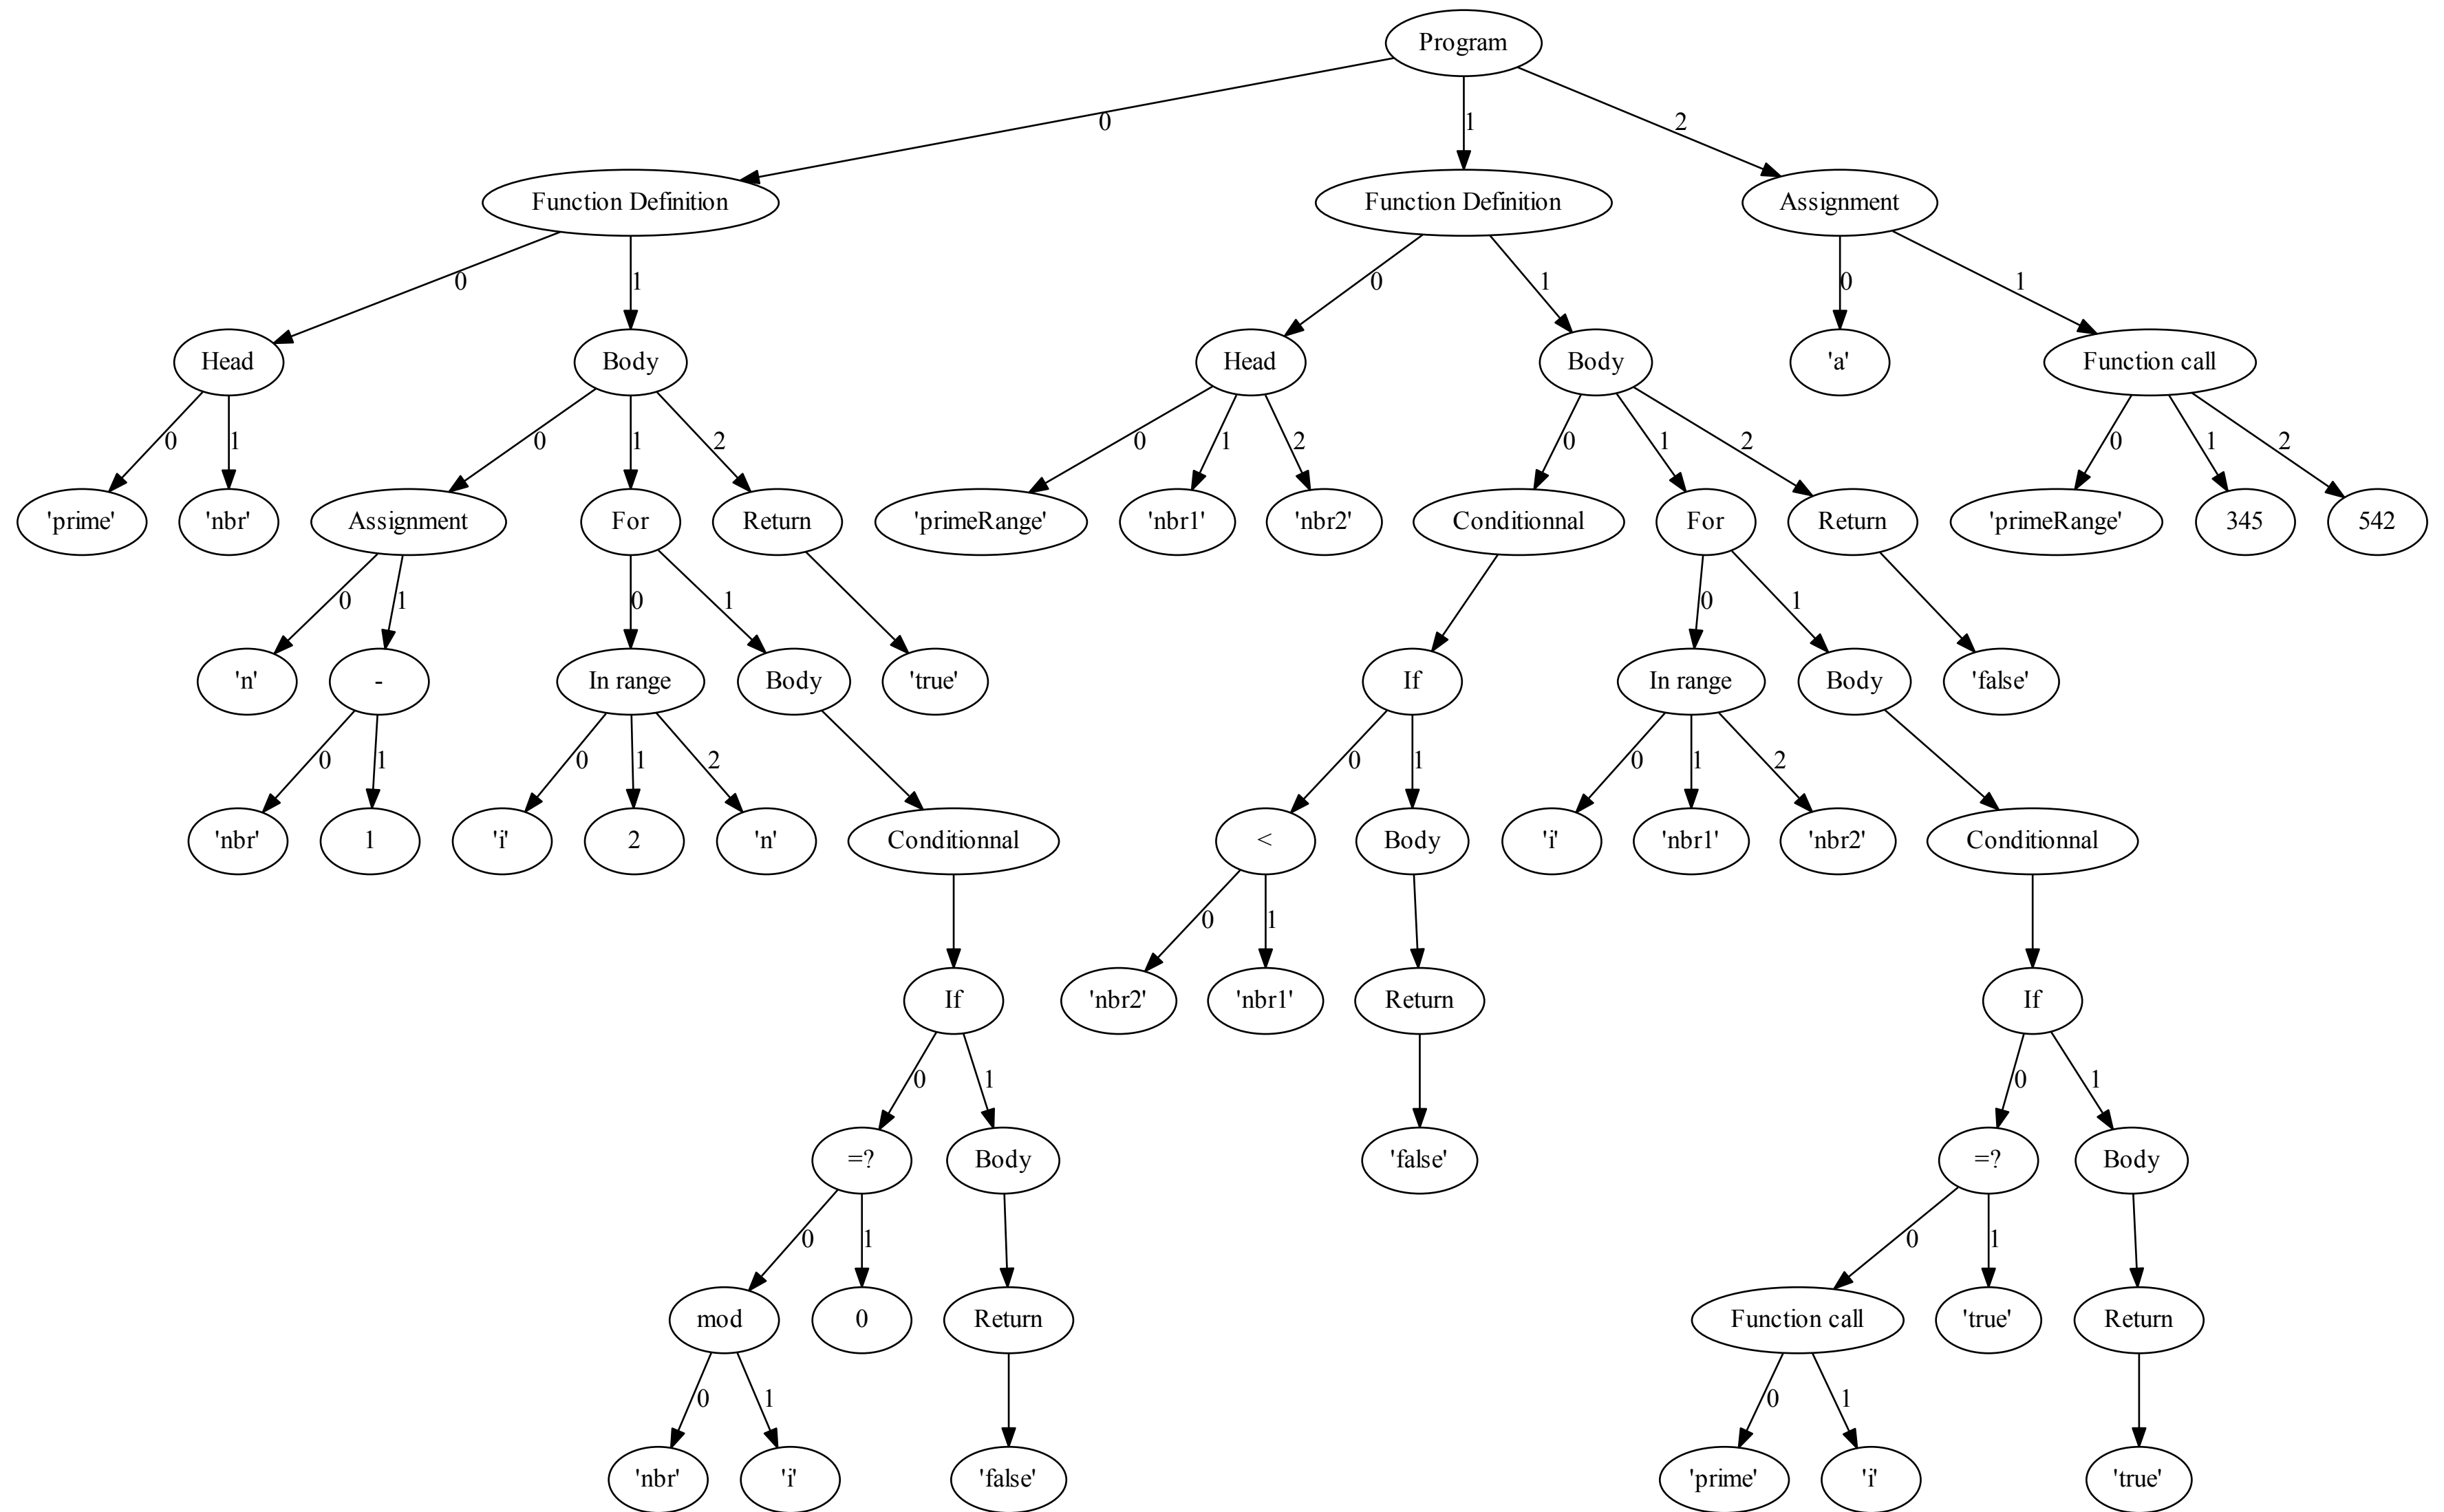 Program
0 1 2
Function Definition Function Definition Assignment
0 1 0 1 0 1
Head Body Head Body 'a' Function call
0 1 0 1 2 0 1 2 0 1 2 0 1 2
'prime' 'nbr' Assignment For Return 'primeRange' 'nbr1' 'nbr2' Conditionnal For Return 'primeRange' 345 542
0 1 0 1 0 1
'n' - In range Body 'true' If In range Body 'false'
0 1 0 1 2 0 1 0 1 2
'nbr' 1 'i' 2 'n' Conditionnal < Body 'i' 'nbr1' 'nbr2' Conditionnal
0 1
If 'nbr2' 'nbr1' Return If
0 1 0 1
=? Body 'false' =? Body
0 1 0 1
mod 0 Return Function call 'true' Return
0 1 0 1
'nbr' 'i' 'false' 'prime' 'i' 'true'